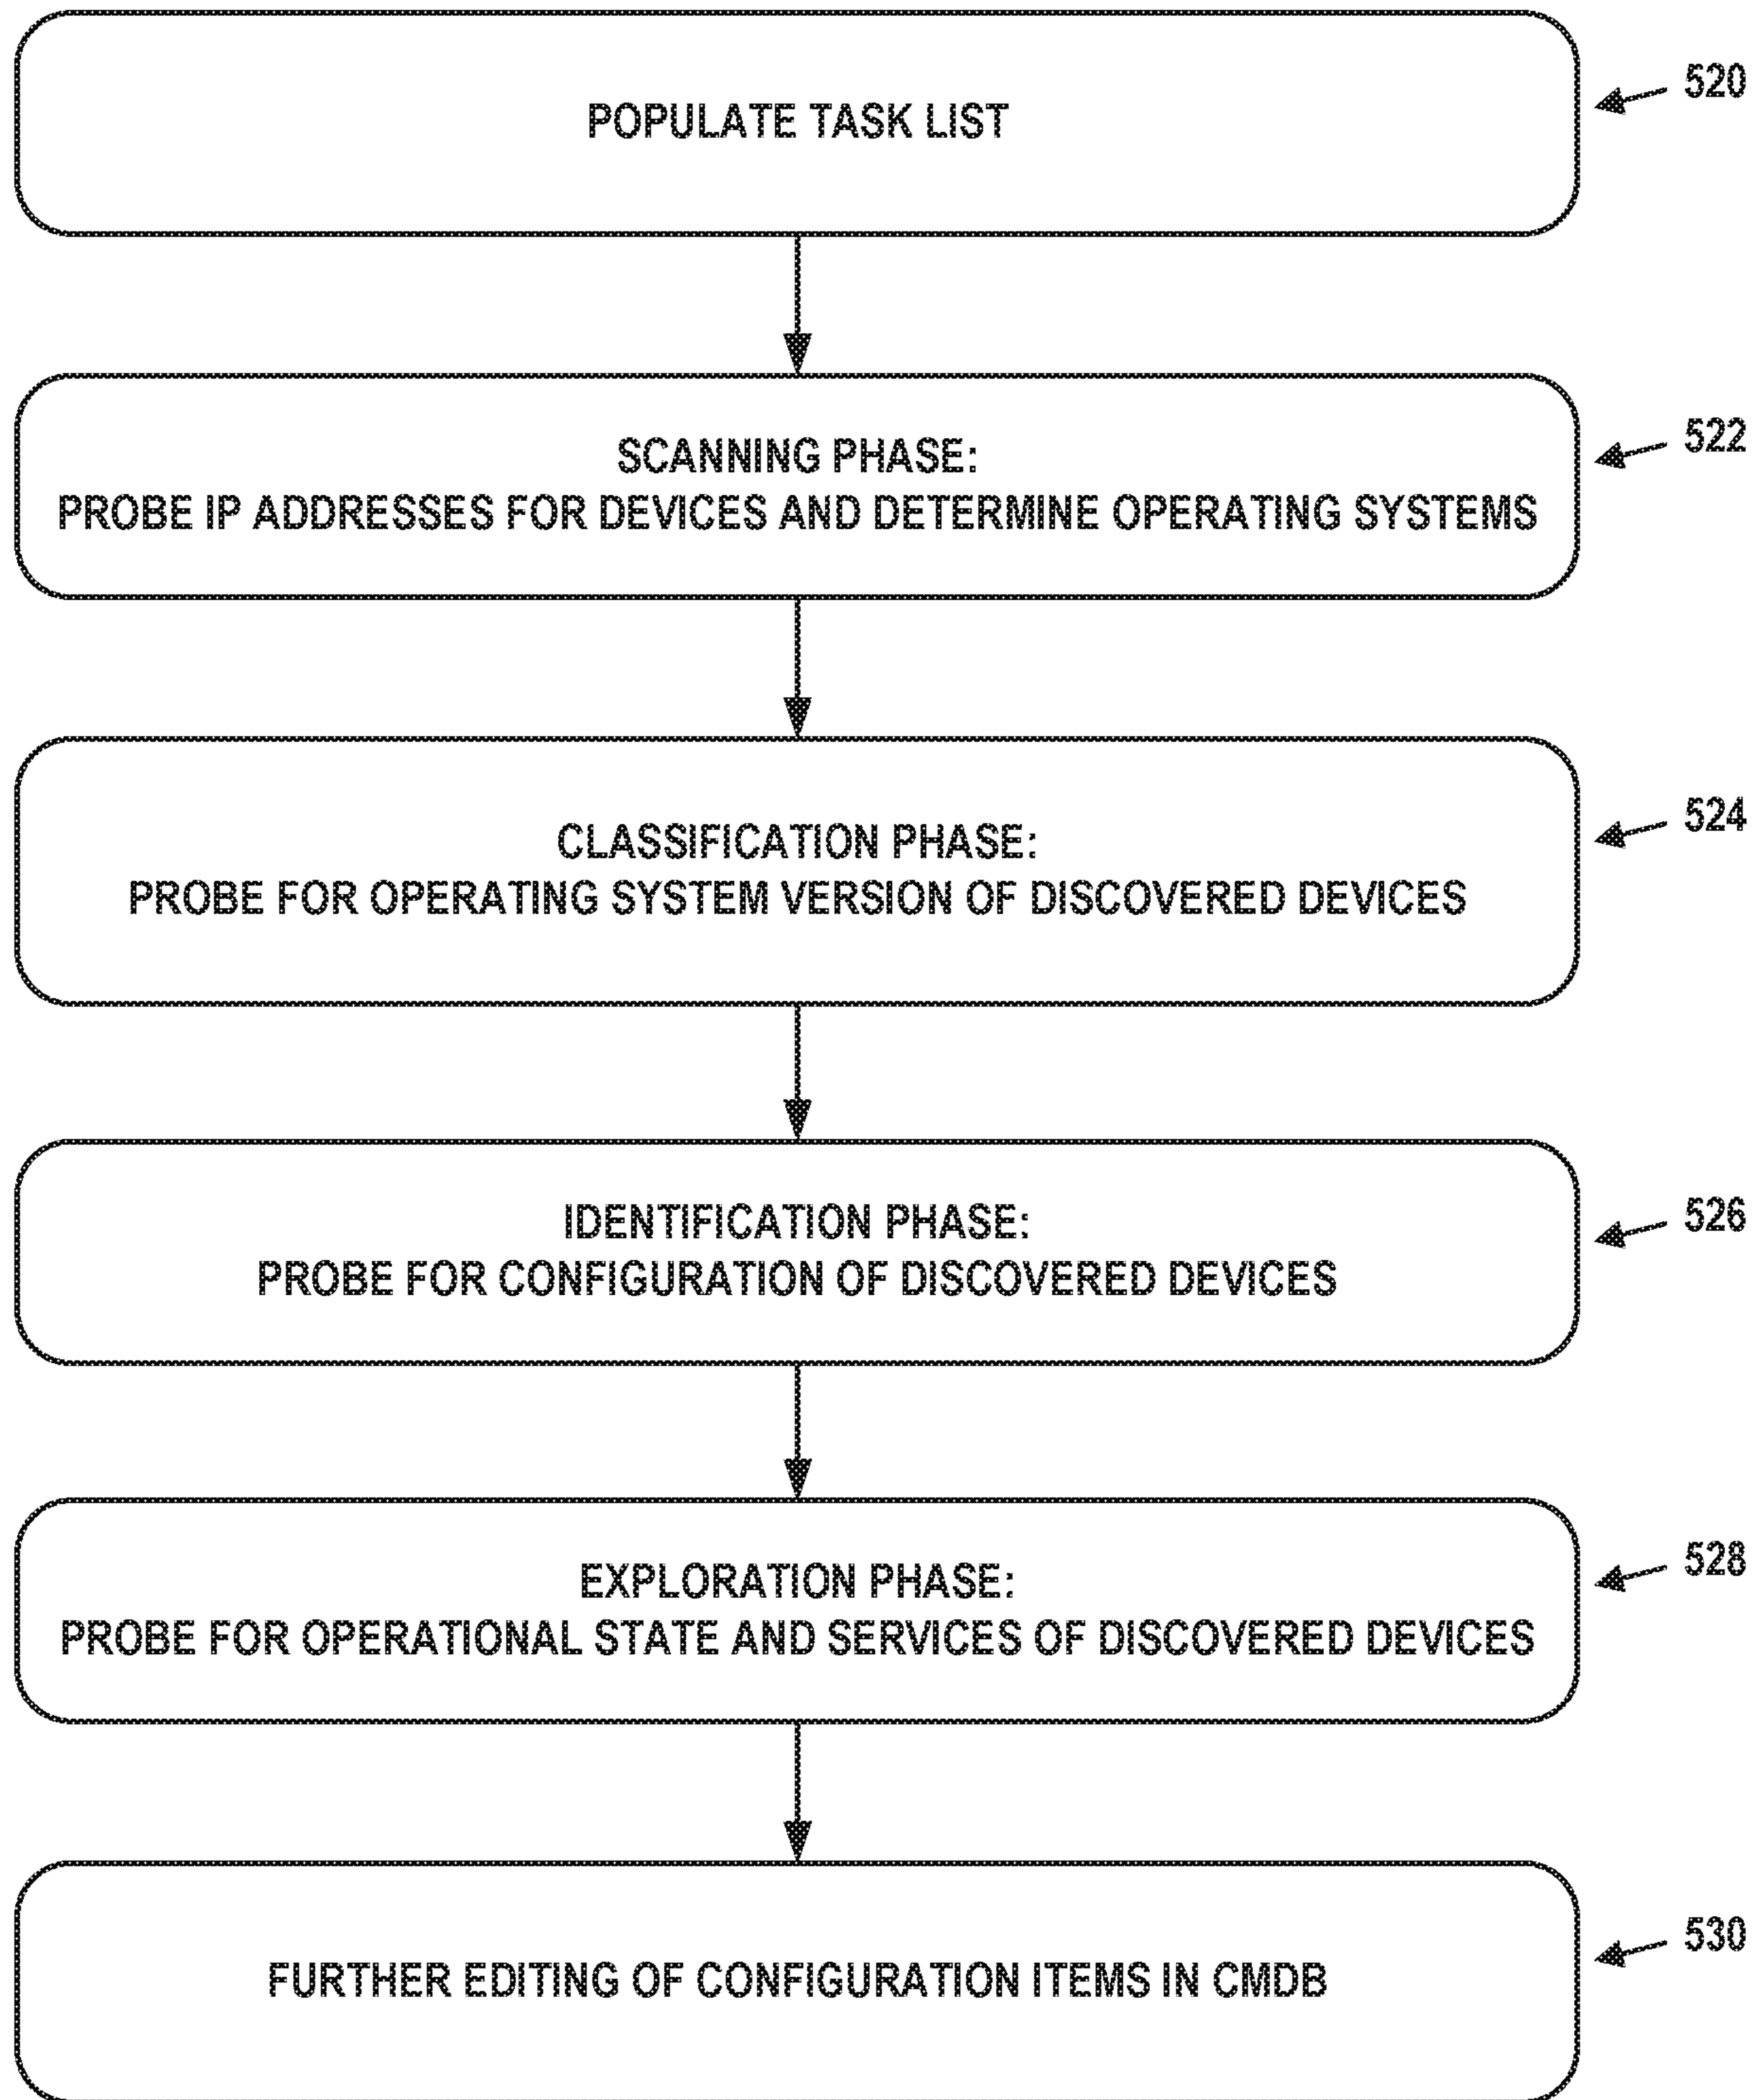 POPULATE TASK LIST
520
SCANNING PHASE:
PROBE IP ADDRESSES FOR DEVICES AND DETERMINE OPERATING SYSTEMS
522
CLASSIFICATION PHASE:
PROBE FOR OPERATING SYSTEM VERSION OF DISCOVERED DEVICES
524
IDENTIFICATION PHASE:
PROBE FOR CONFIGURATION OF DISCOVERED DEVICES
526
EXPLORATION PHASE:
PROBE FOR OPERATIONAL STATE AND SERVICES OF DISCOVERED DEVICES
528
FURTHER EDITING OF CONFIGURATION ITEMS IN CMDB
530